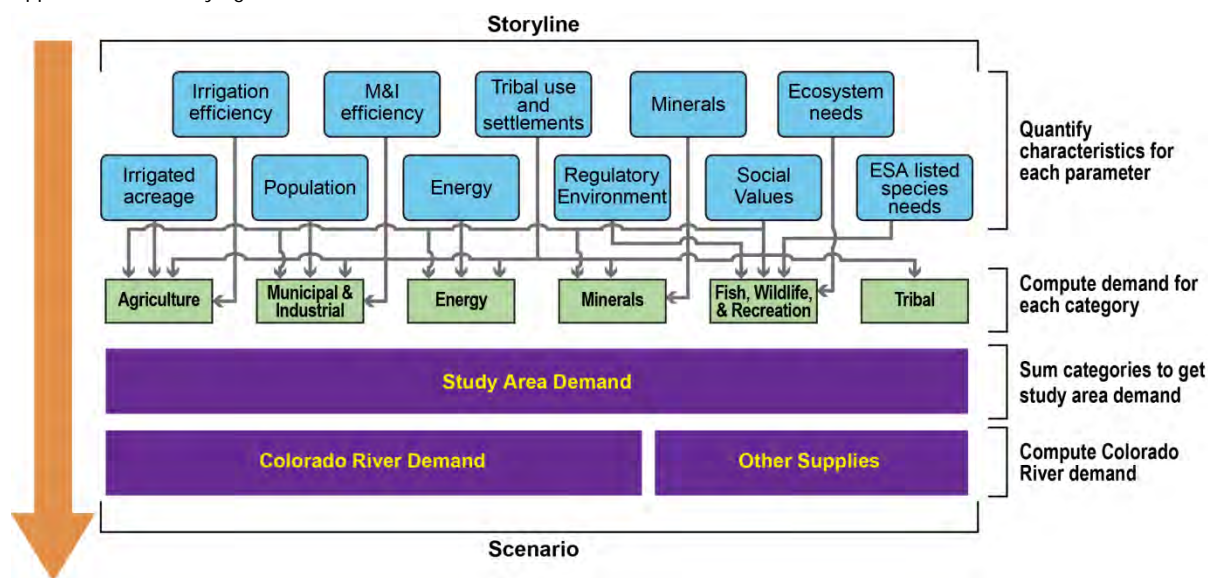 Storyline
Irrigation
efficiency
M&I
efficiency
Tribal use
and
settlements
Minerals
Ecosystem
needs
Irrigated
acreage
Population
Energy
Regulatory
Environment
Social
Values
ESA listed
species
needs
Quantify
characteristics for
each parameter
Agriculture
Municipal &
Industrial
Energy
Minerals
Fish, Wildlife,
& Recreation
Tribal
Compute demand for
each category
Study Area Demand
Sum categories to get
study area demand
Colorado River Demand
Other Supplies
Compute Colorado
River demand
Scenario